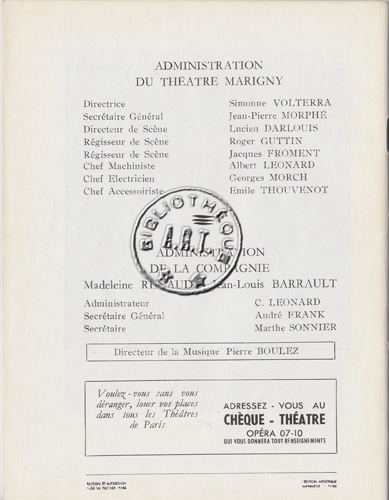 ADMINISTRATION
DU THÉATRE MARIGNY
Directrice Simonne VOLTERRA
Secrétaire Général Jean-Pierre MORPHÉ
Directeur de Scène Lucien DARLOUIS
Régisseur de Scène Roger GUTTIN
Régisseur de Scène Jacques FROMENT
Chef Machiniste Albert LEONARD
Chef Electricien Georges MORCH
Chef Accessoiriste Emile THOUVENOT
BIBLIOTHÈQUE
A.R.T.
ADMINISTRATION
DE LA COMPAGNIE
Madeleine RENAUD Jean-Louis BARRAULT
Administrateur C. LEONARD
Secrétaire Général André FRANK
Secrétaire Marthe SONNIER
Directeur de la Musique Pierre BOULEZ
Voulez-vous sans vous
déranger, louer vos places
dans tous les Théâtres
de Paris
ADRESSEZ-VOUS AU
CHÈQUE-THÉATRE
OPÉRA 07-10
QUI VOUS DONNERA TOUT RENSEIGNEMENTS